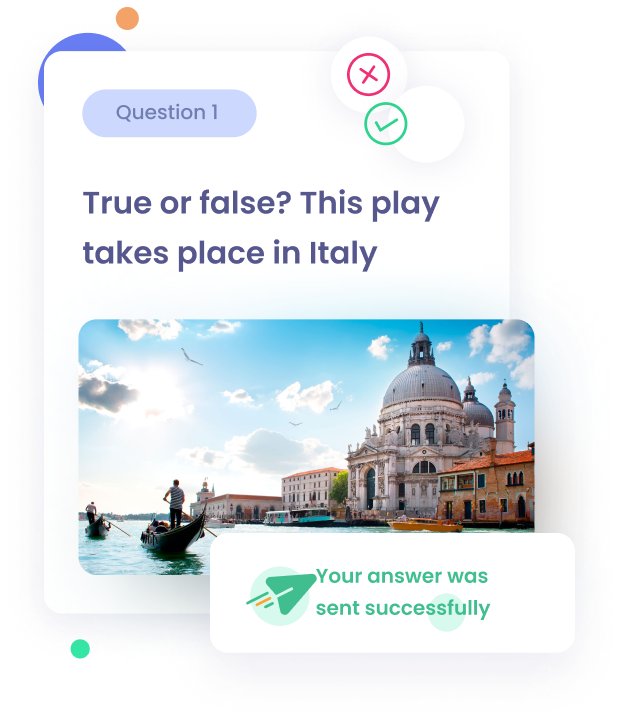 Question 1
True or false? This play
takes place in Italy
Your answer was
sent successfully